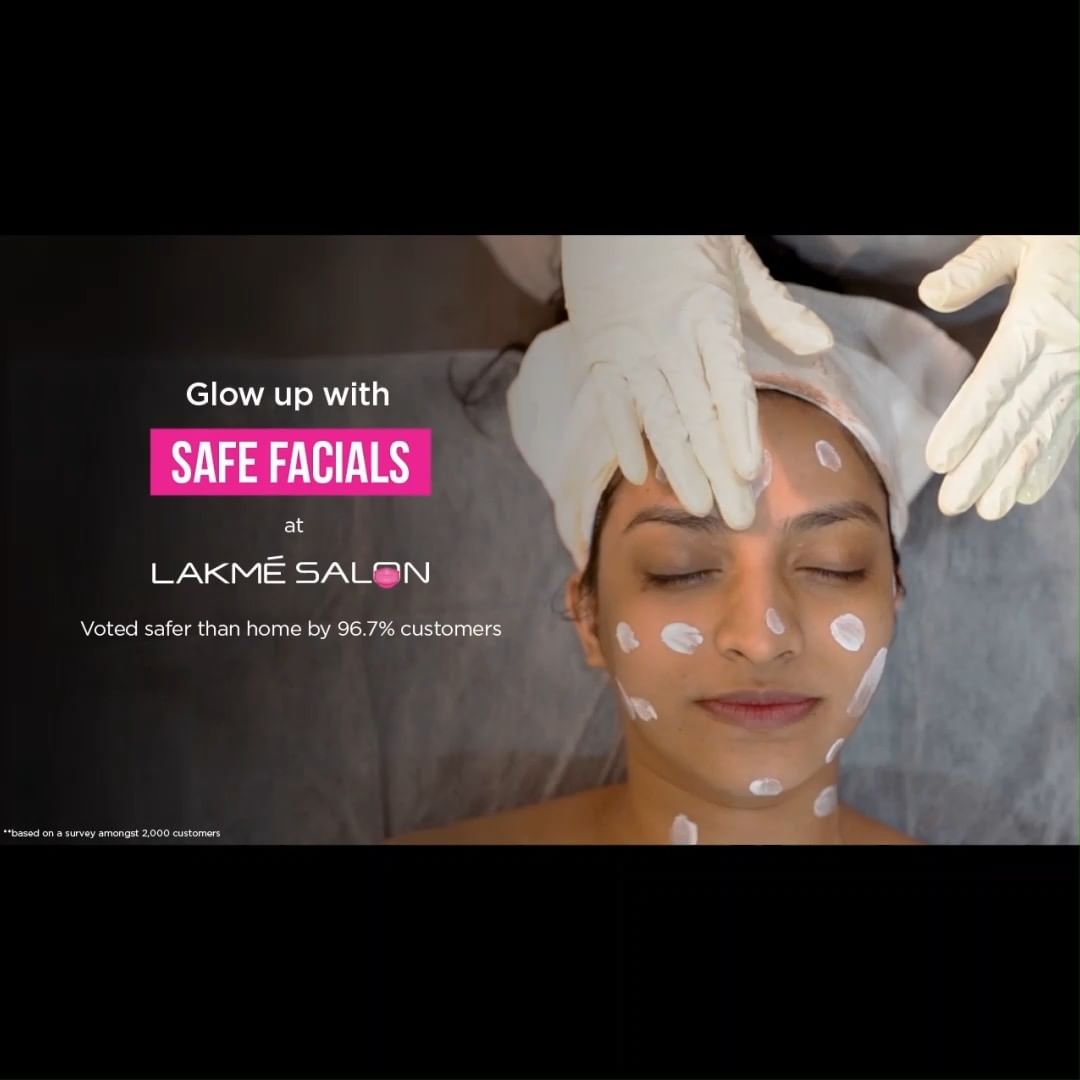 Glow up with
SAFE FACIALS
at
LAKMÉ SALON
Voted safer than home by 96.7% customers
**based on a survey amongst 2,000 customers